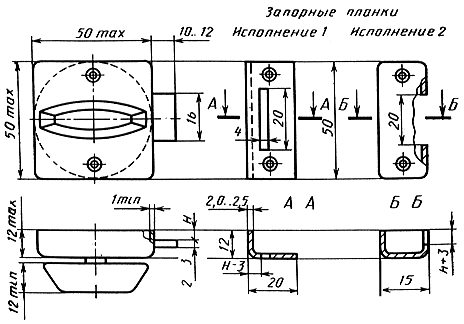 Запорные планки
Исполнение 1 Исполнение 2
50 max
10..12
50 max
16
А А
4
20
50
Б Б
20
1min
H
12 max
12 min
2
3
2,0..2,5
А А
12
H-3
20
Б Б
15
h+3